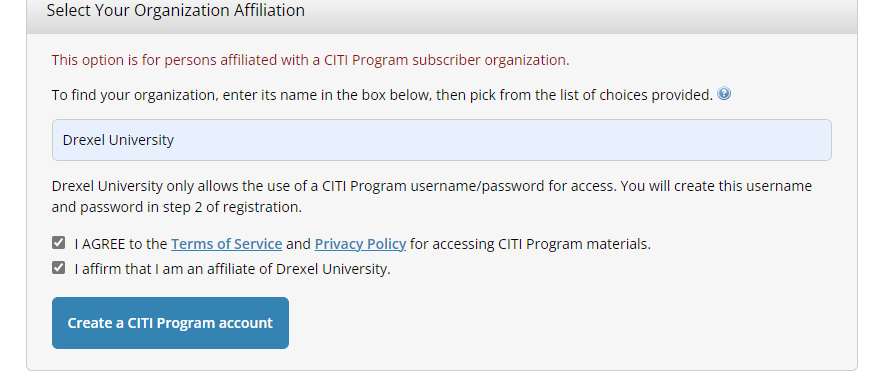 Select Your Organization Affiliation
This option is for persons affiliated with a CITI Program subscriber organization.
To find your organization, enter its name in the box below, then pick from the list of choices provided.
Drexel University
Drexel University only allows the use of a CITI Program username/password for access. You will create this username
and password in step 2 of registration.
I AGREE to the Terms of Service and Privacy Policy for accessing CITI Program materials.
I affirm that I am an affiliate of Drexel University.
Create a CITI Program account